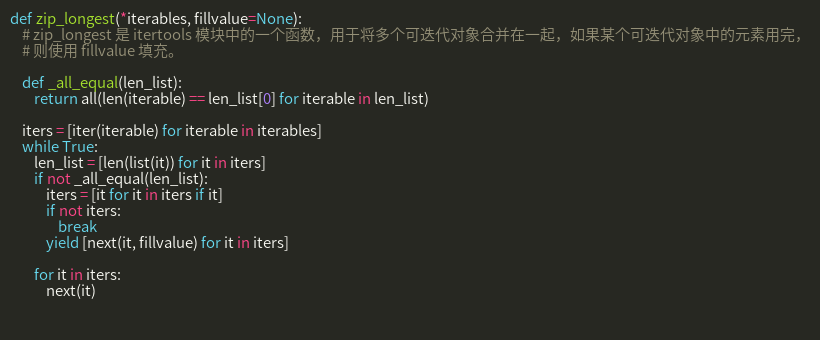 def zip_longest(*iterables, fillvalue=None):
# zip_longest 是 itertools 模块中的一个函数，用于将多个可迭代对象合并在一起，如果某个可迭代对象中的元素用完，
# 则使用 fillvalue 填充。
def _all_equal(len_list):
return all(len(iterable) == len_list[0] for iterable in len_list)
iters = [iter(iterable) for iterable in iterables]
while True:
len_list = [len(list(it)) for it in iters]
if not _all_equal(len_list):
iters = [it for it in iters if it]
if not iters:
break
yield [next(it, fillvalue) for it in iters]
for it in iters:
next(it)